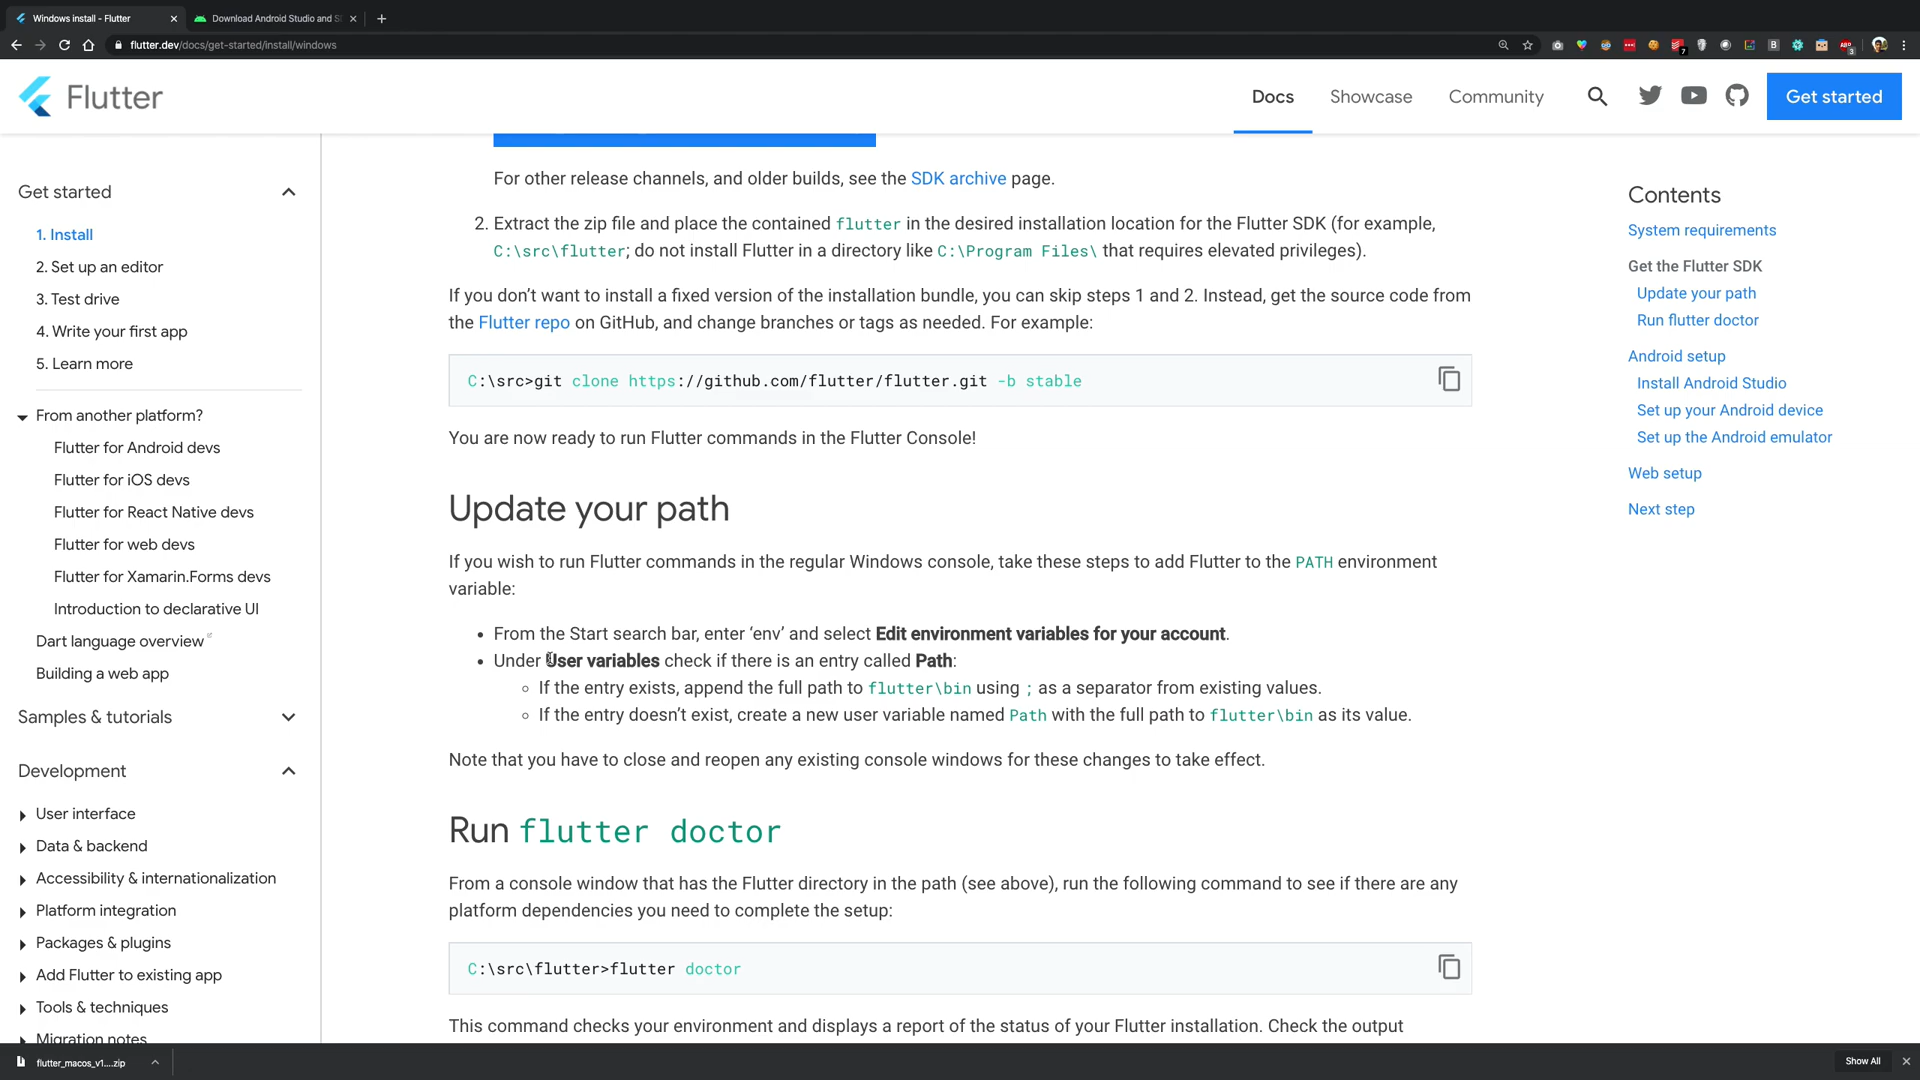 Windows install - Flutter
Download Android Studio and S
flutter.dev/docs/get-started/install/windows
Flutter
Docs
Showcase
Community
Get started
Get started
1. Install
2. Set up an editor
3. Test drive
4. Write your first app
5. Learn more
From another platform?
Flutter for Android devs
Flutter for iOS devs
Flutter for React Native devs
Flutter for web devs
Flutter for Xamarin.Forms devs
Introduction to declarative UI
Dart language overview
Building a web app
Samples & tutorials
Development
User interface
Data & backend
Accessibility & internationalization
Platform integration
Packages & plugins
Add Flutter to existing app
Tools & techniques
Migration notes
For other release channels, and older builds, see the SDK archive page.
2. Extract the zip file and place the contained flutter in the desired installation location for the Flutter SDK (for example,
C:\src\flutter; do not install Flutter in a directory like C:\Program Files\ that requires elevated privileges).
If you don’t want to install a fixed version of the installation bundle, you can skip steps 1 and 2. Instead, get the source code from
the Flutter repo on GitHub, and change branches or tags as needed. For example:
C:\src>git clone https://github.com/flutter/flutter.git -b stable
You are now ready to run Flutter commands in the Flutter Console!
Update your path
If you wish to run Flutter commands in the regular Windows console, take these steps to add Flutter to the PATH environment
variable:
• From the Start search bar, enter ‘env’ and select Edit environment variables for your account.
• Under User variables check if there is an entry called Path:
◦ If the entry exists, append the full path to flutter\bin using ; as a separator from existing values.
◦ If the entry doesn’t exist, create a new user variable named Path with the full path to flutter\bin as its value.
Note that you have to close and reopen any existing console windows for these changes to take effect.
Run flutter doctor
From a console window that has the Flutter directory in the path (see above), run the following command to see if there are any
platform dependencies you need to complete the setup:
C:\src\flutter>flutter doctor
This command checks your environment and displays a report of the status of your Flutter installation. Check the output
Contents
System requirements
Get the Flutter SDK
Update your path
Run flutter doctor
Android setup
Install Android Studio
Set up your Android device
Set up the Android emulator
Web setup
Next step
flutter_macos_v1....zip
Show All